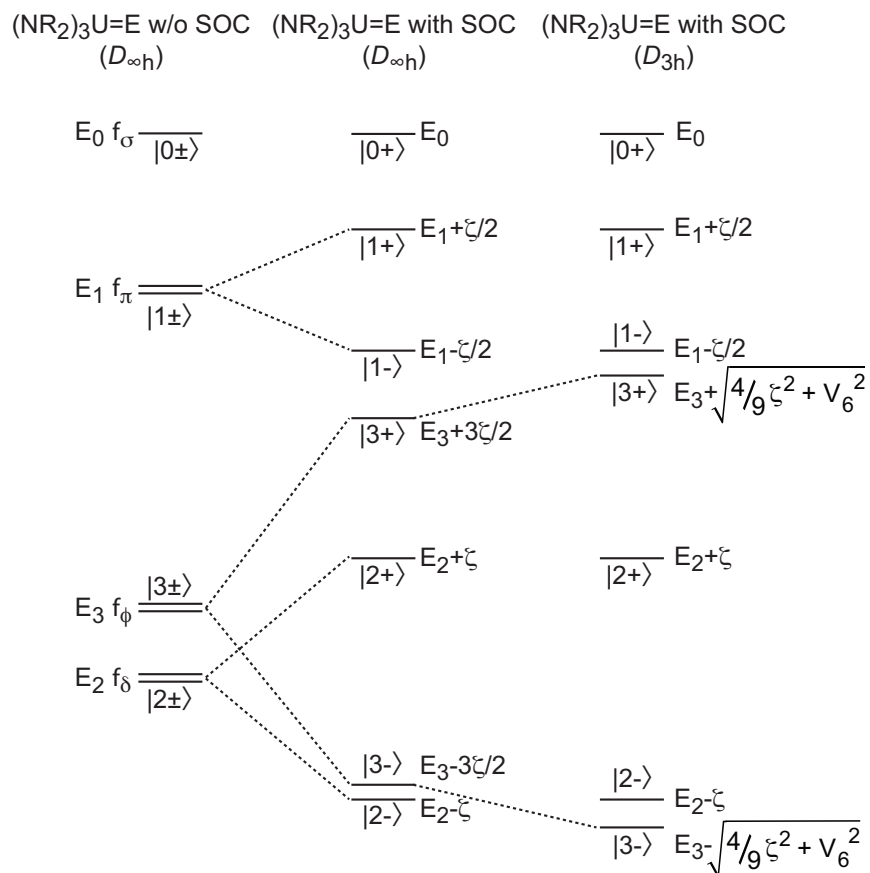 (NR₂)₃U=E w/o SOC (NR₂)₃U=E with SOC (NR₂)₃U=E with SOC
(D∞h) (D∞h) (D3h)
E₀ fσ |0±⟩ |0+⟩ E₀ |0+⟩ E₀
|1+⟩ E₁+ζ/2 |1+⟩ E₁+ζ/2
E₁ fπ |1±⟩
|1-⟩ E₁-ζ/2 |1-⟩ E₁-ζ/2
|3+⟩ E₃+√(4/9 ζ² + V₆²)
|3+⟩ E₃+3ζ/2
|2+⟩ E₂+ζ |2+⟩ E₂+ζ
E₃ fφ |3±⟩
E₂ fδ |2±⟩
|3-⟩ E₃-3ζ/2
|2-⟩ E₂-ζ |2-⟩ E₂-ζ
|3-⟩ E₃-√(4/9 ζ² + V₆²)